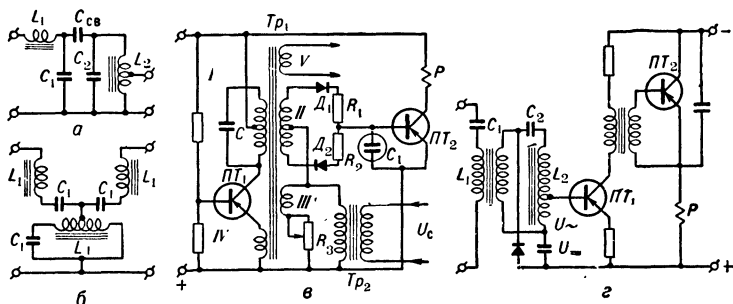 L₁ Cсв
C₁ C₂ L₂
а
L₁ C₁ C₁ L₁
C₁ L₁
б
Тр₁
I V
Д₁ R₁ P
C II
Д₂ R₂ C₁ ПТ₂
ПТ₁
III
IV R₃ Uс
Тр₂
+
в
ПТ₂ −
C₁ C₂
L₁ L₂
ПТ₁
U~ P
U=
+
г